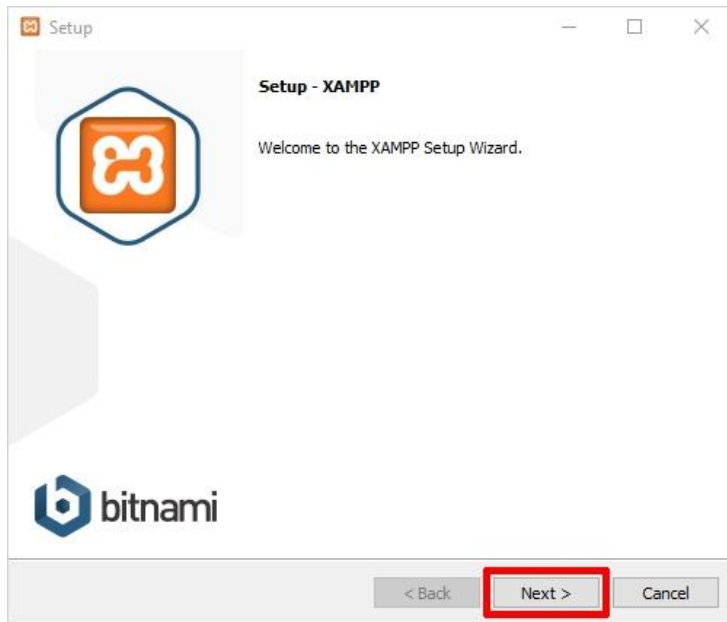 Setup
Setup - XAMPP
Welcome to the XAMPP Setup Wizard.
bitnami
< Back
Next >
Cancel